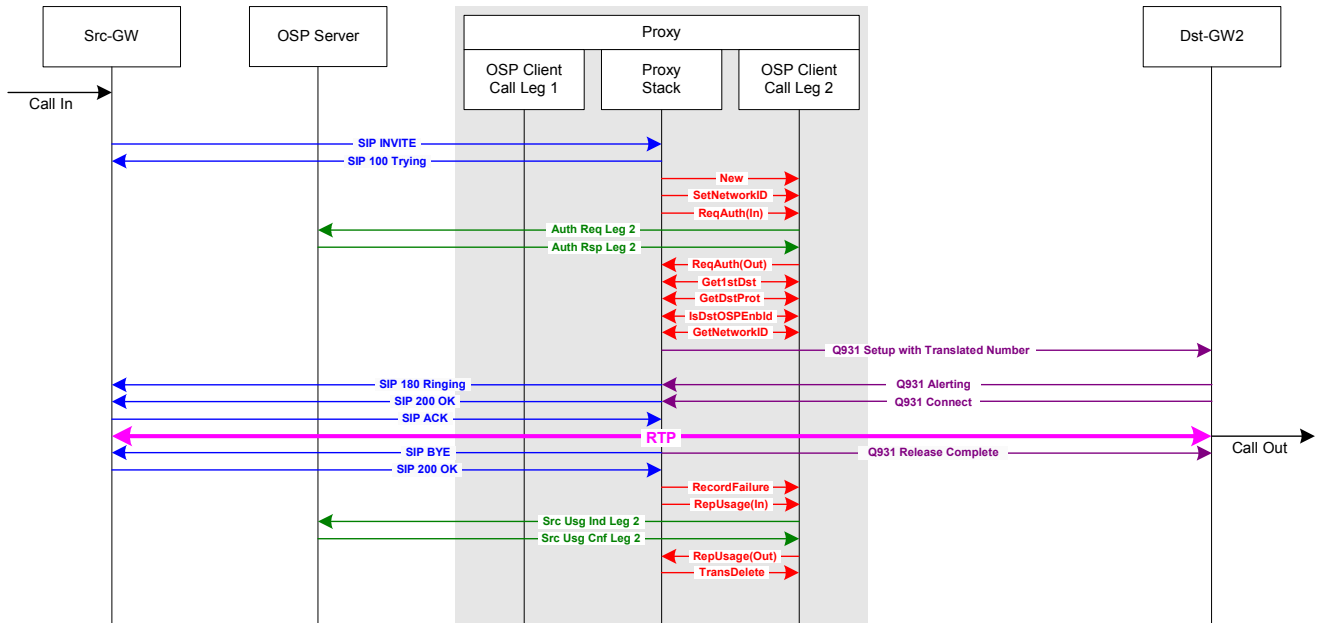 Src-GW
OSP Server
Proxy
Dst-GW2
OSP Client
Call Leg 1
Proxy
Stack
OSP Client
Call Leg 2
Call In
SIP INVITE
SIP 100 Trying
New
SetNetworkID
ReqAuth(In)
Auth Req Leg 2
Auth Rsp Leg 2
ReqAuth(Out)
Get1stDst
GetDstProt
IsDstOSPEnbld
GetNetworkID
Q931 Setup with Translated Number
SIP 180 Ringing
Q931 Alerting
SIP 200 OK
Q931 Connect
SIP ACK
RTP
Call Out
SIP BYE
Q931 Release Complete
SIP 200 OK
RecordFailure
RepUsage(In)
Src Usg Ind Leg 2
Src Usg Cnf Leg 2
RepUsage(Out)
TransDelete